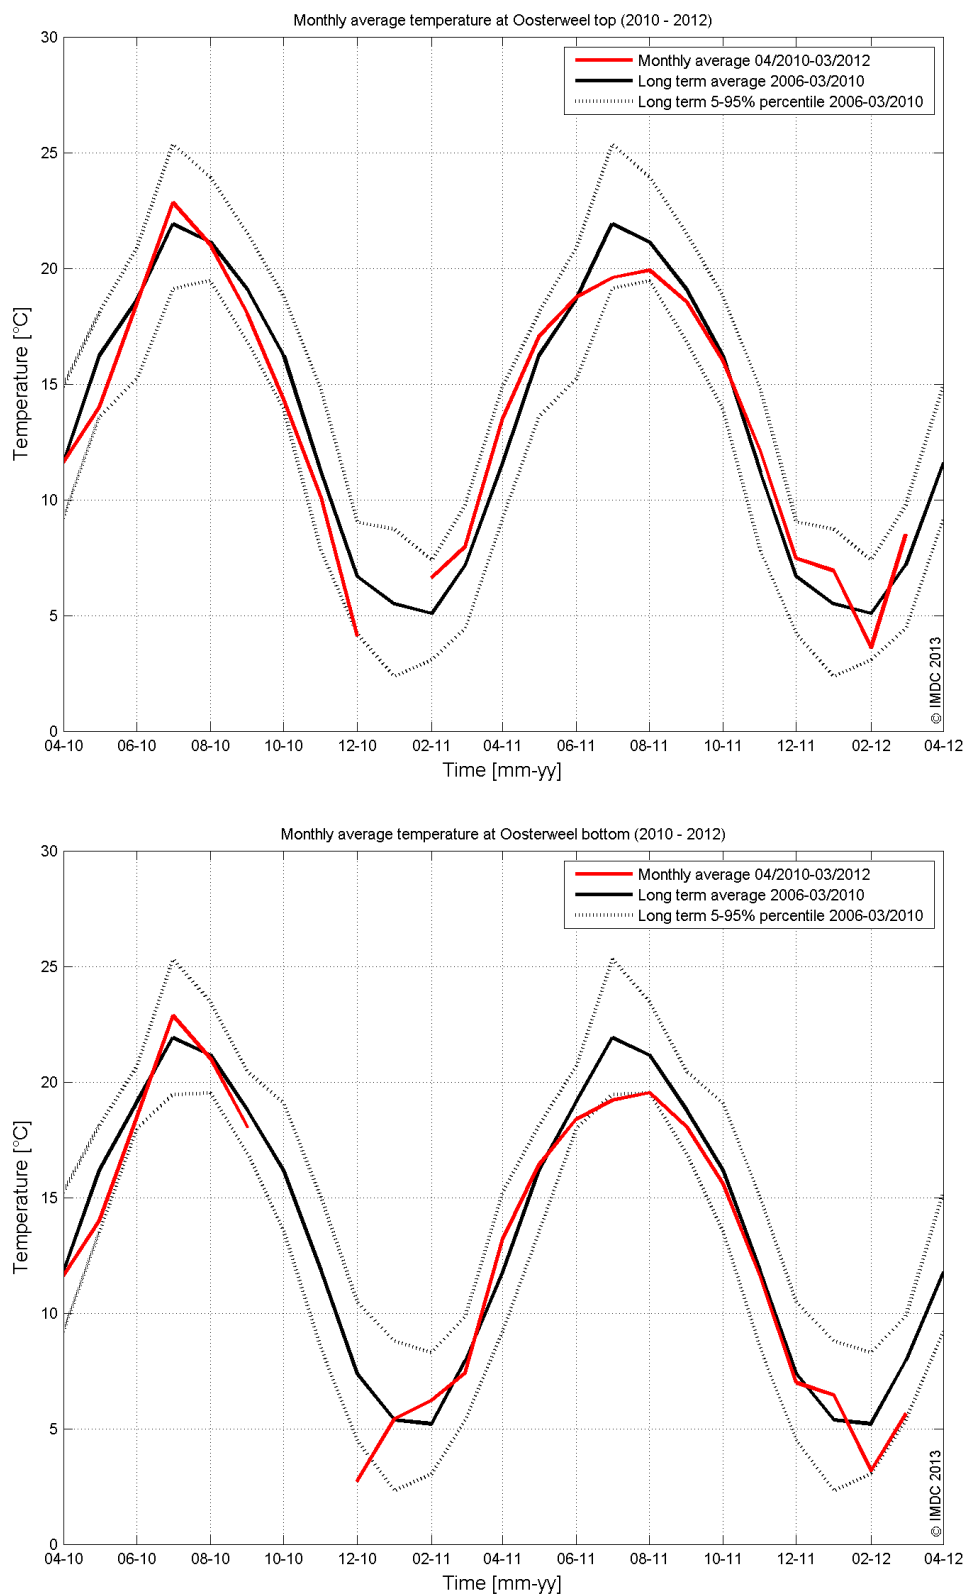 Monthly average temperature at Oosterweel top (2010 - 2012)
30
25
20
15
10
5
0
Temperature [°C]
Monthly average 04/2010-03/2012
Long term average 2006-03/2010
Long term 5-95% percentile 2006-03/2010
© IMDC 2013
04-10 06-10 08-10 10-10 12-10 02-11 04-11 06-11 08-11 10-11 12-11 02-12 04-12
Time [mm-yy]
Monthly average temperature at Oosterweel bottom (2010 - 2012)
30
25
20
15
10
5
0
Temperature [°C]
Monthly average 04/2010-03/2012
Long term average 2006-03/2010
Long term 5-95% percentile 2006-03/2010
© IMDC 2013
04-10 06-10 08-10 10-10 12-10 02-11 04-11 06-11 08-11 10-11 12-11 02-12 04-12
Time [mm-yy]